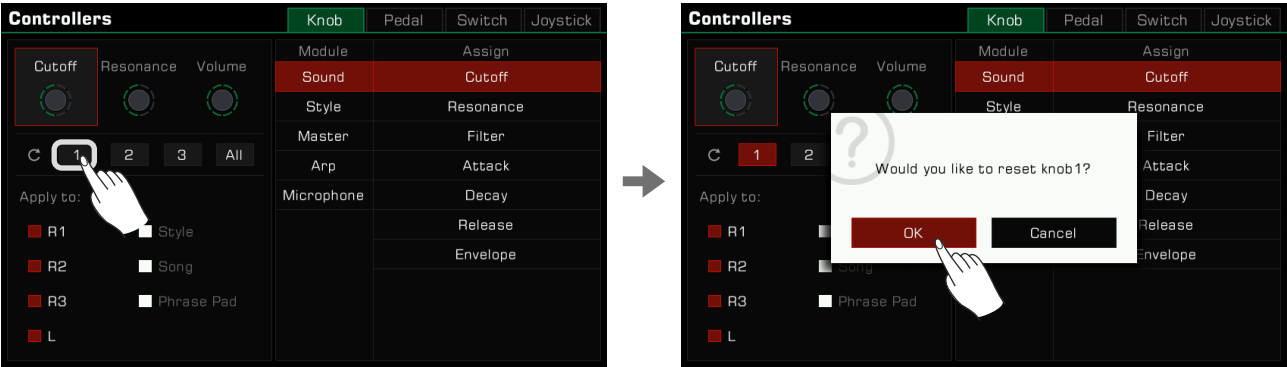 Controllers Knob Pedal Switch Joystick
Module Assign
Cutoff Resonance Volume
Sound Cutoff
Style Resonance
Master Filter
1 2 3 All
Arp Attack
Microphone Decay
Apply to:
R1 Style
Release
R2 Song
Envelope
R3 Phrase Pad
L
Controllers Knob Pedal Switch Joystick
Module Assign
Cutoff Resonance Volume
Sound Cutoff
Style Resonance
Filter
1 2
Would you like to reset knob1?
Attack
Apply to:
Decay
R1
OK Cancel
Release
R2 Song
Envelope
R3 Phrase Pad
L